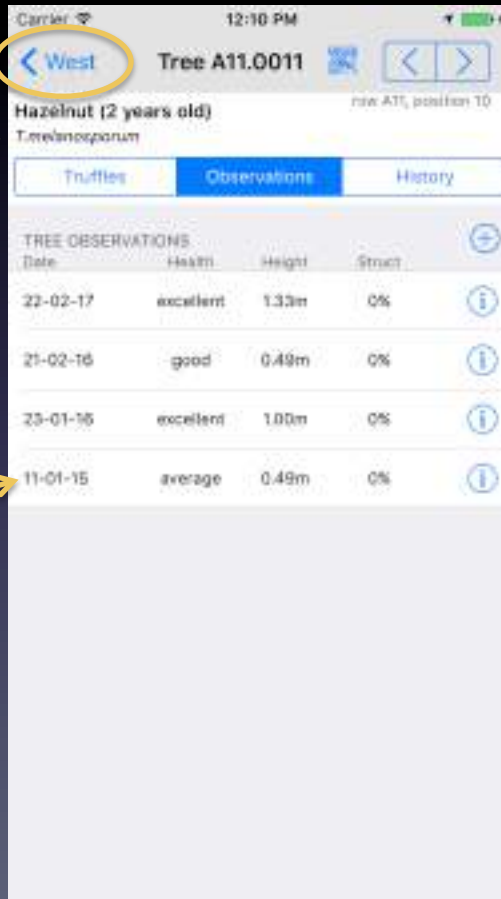 Carrier 12:10 PM
West Tree A11.0011
Hazelnut (2 years old) row A11, position 10
T.melanosporum
Truffles Observations History
TREE OBSERVATIONS
Date Health Height Struct
22-02-17 excellent 1.33m 0%
21-02-16 good 0.49m 0%
23-01-16 excellent 1.00m 0%
11-01-15 average 0.49m 0%